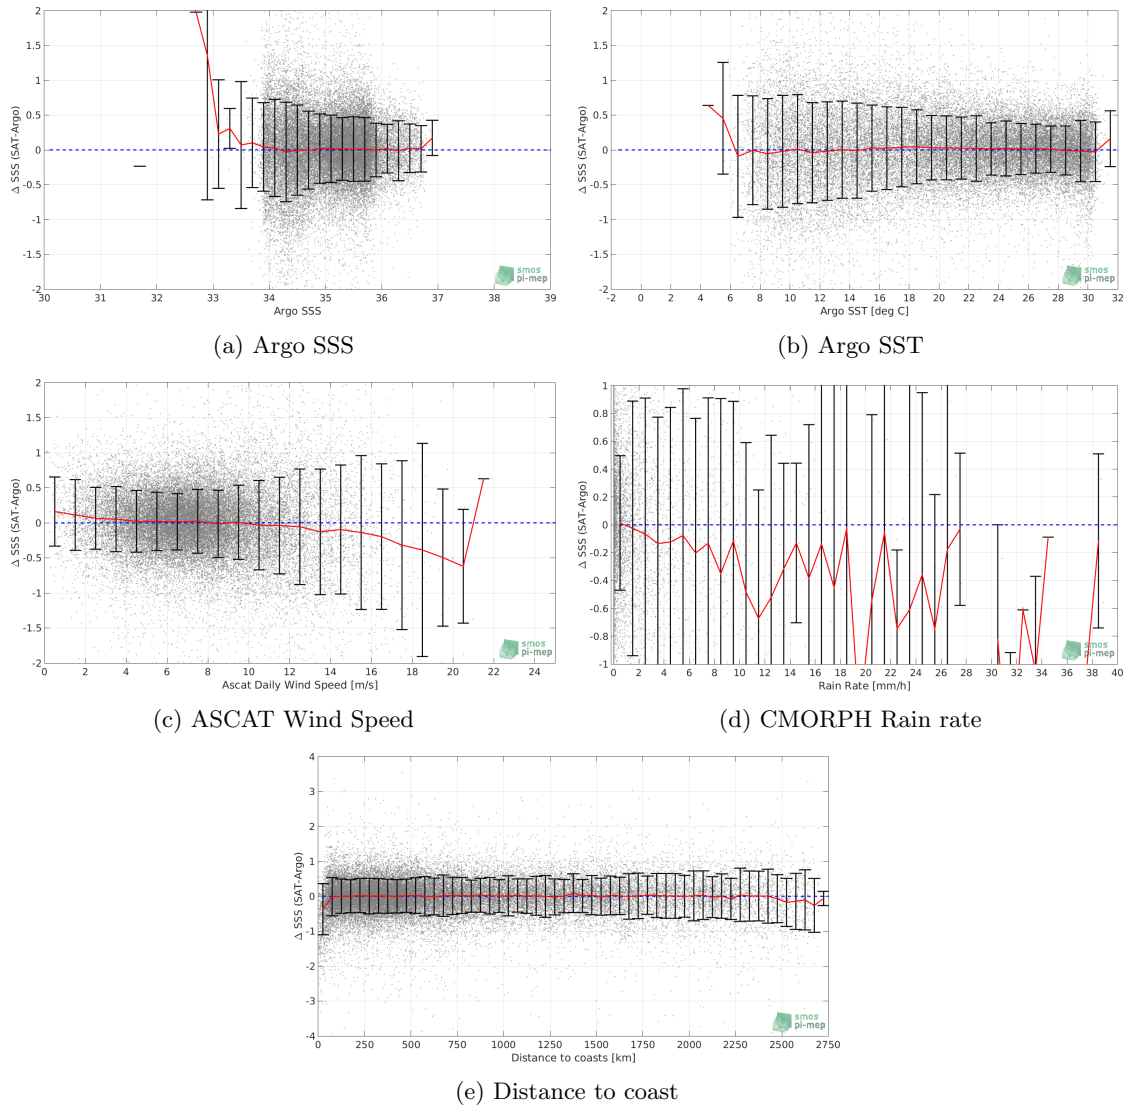 2
1.5
1
0.5
0
-0.5
-1
-1.5
-2
Δ SSS (SAT-Argo)
30 31 32 33 34 35 36 37 38 39
Argo SSS
smos
pi-mep
(a) Argo SSS
2
1.5
1
0.5
0
-0.5
-1
-1.5
-2
Δ SSS (SAT-Argo)
-2 0 2 4 6 8 10 12 14 16 18 20 22 24 26 28 30 32
Argo SST [deg C]
smos
pi-mep
(b) Argo SST
2
1.5
1
0.5
0
-0.5
-1
-1.5
-2
Δ SSS (SAT-Argo)
0 2 4 6 8 10 12 14 16 18 20 22 24
Ascat Daily Wind Speed [m/s]
smos
pi-mep
(c) ASCAT Wind Speed
1
0.8
0.6
0.4
0.2
0
-0.2
-0.4
-0.6
-0.8
-1
Δ SSS (SAT-Argo)
0 2 4 6 8 10 12 14 16 18 20 22 24 26 28 30 32 34 36 38 40
Rain Rate [mm/h]
smos
pi-mep
(d) CMORPH Rain rate
4
3
2
1
0
-1
-2
-3
-4
Δ SSS (SAT-Argo)
0 250 500 750 1000 1250 1500 1750 2000 2250 2500 2750
Distance to coasts [km]
smos
pi-mep
(e) Distance to coast